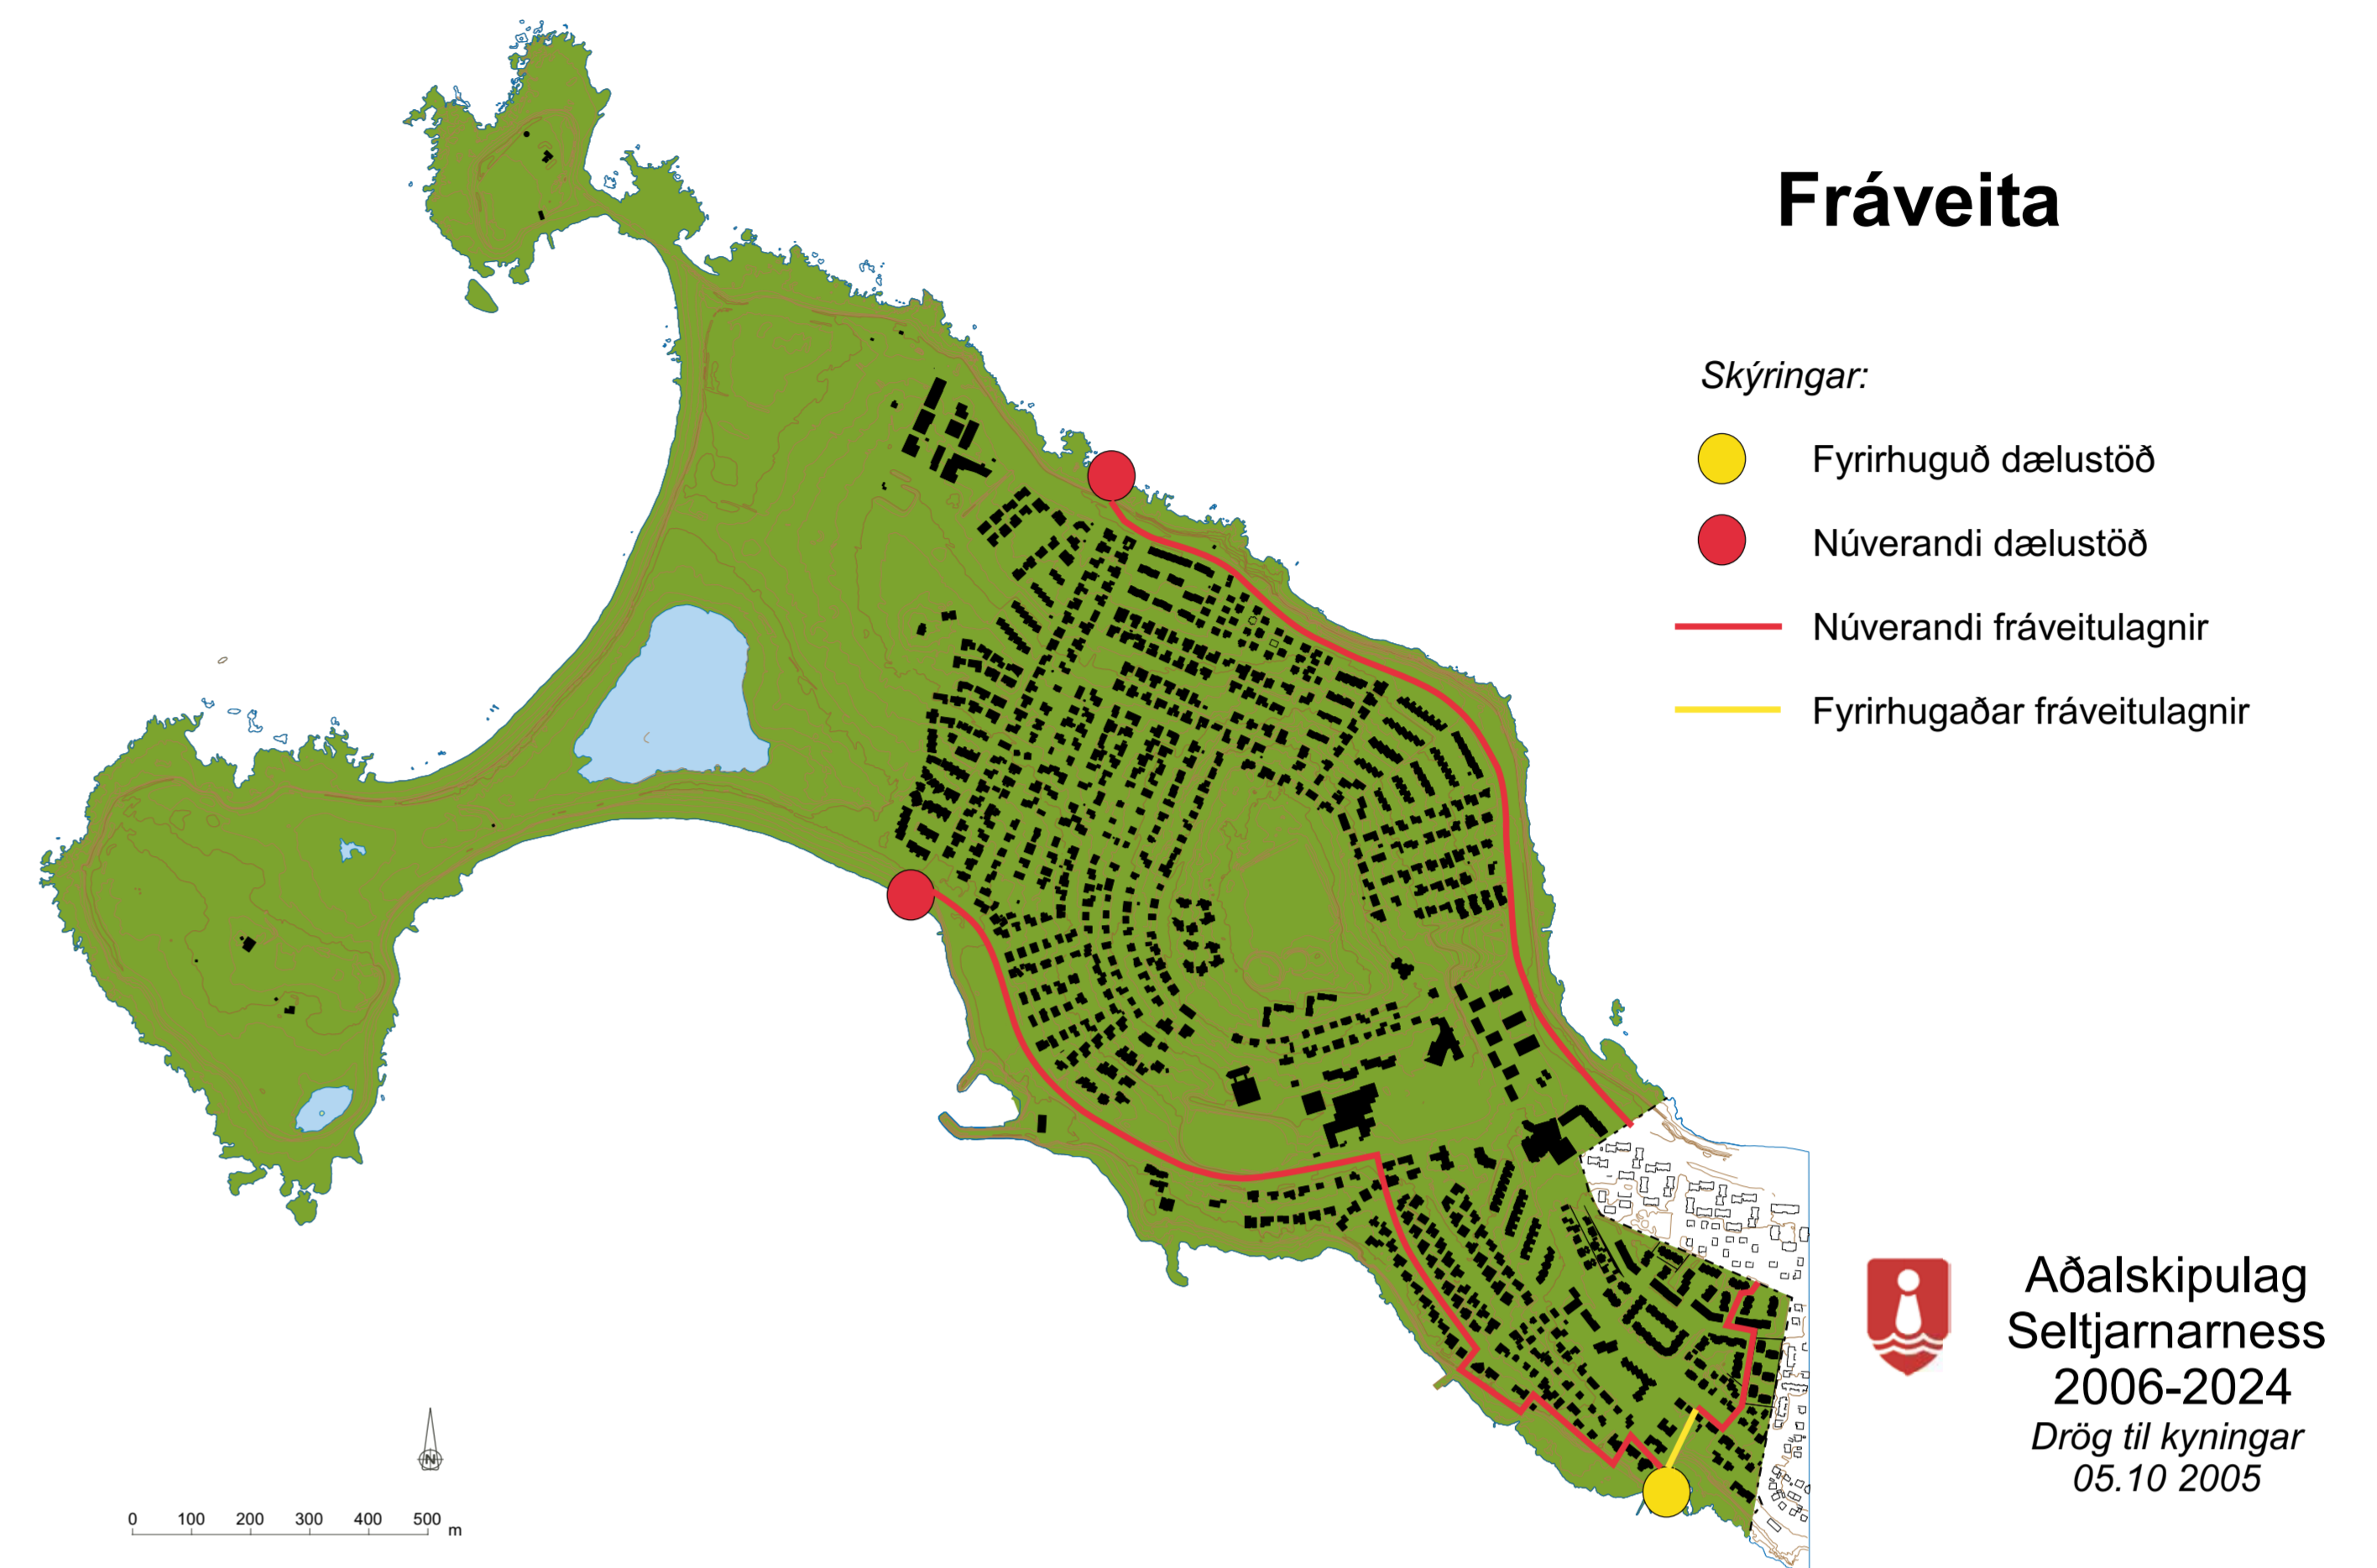 Fráveita
Skýringar:
Fyrirhuguð dælustöð
Núverandi dælustöð
Núverandi fráveitulagnir
Fyrirhugaðar fráveitulagnir
Aðalskipulag
Seltjarnarness
2006-2024
Drög til kyningar
05.10 2005
N
0 100 200 300 400 500 m